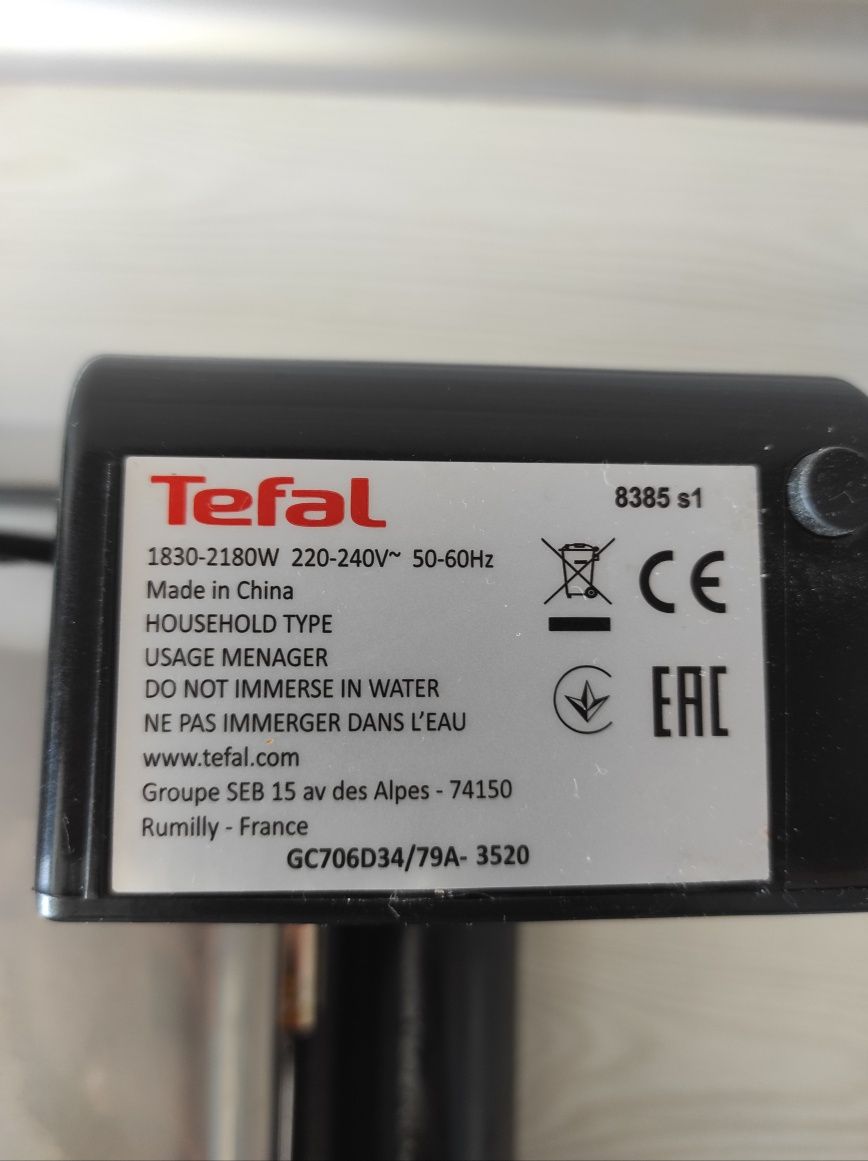 Tefal
8385 s1
1830-2180W 220-240V~ 50-60Hz
Made in China
HOUSEHOLD TYPE
USAGE MENAGER
DO NOT IMMERSE IN WATER
NE PAS IMMERGER DANS L'EAU
www.tefal.com
Groupe SEB 15 av des Alpes - 74150
Rumilly - France
GC706D34/79A- 3520
CE
EAC